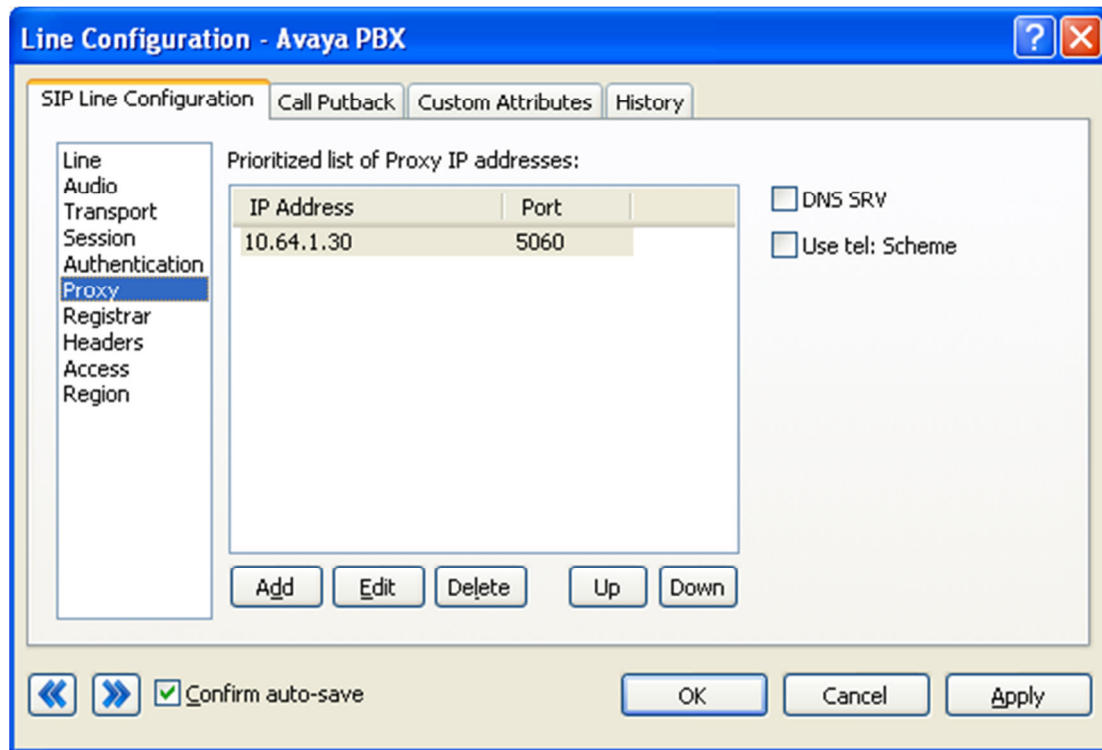 Line Configuration - Avaya PBX
SIP Line Configuration Call Putback Custom Attributes History
Line
Audio
Transport
Session
Authentication
Proxy
Registrar
Headers
Access
Region
Prioritized list of Proxy IP addresses:
IP Address Port
10.64.1.30 5060
DNS SRV
Use tel: Scheme
Add Edit Delete Up Down
Confirm auto-save
OK Cancel Apply